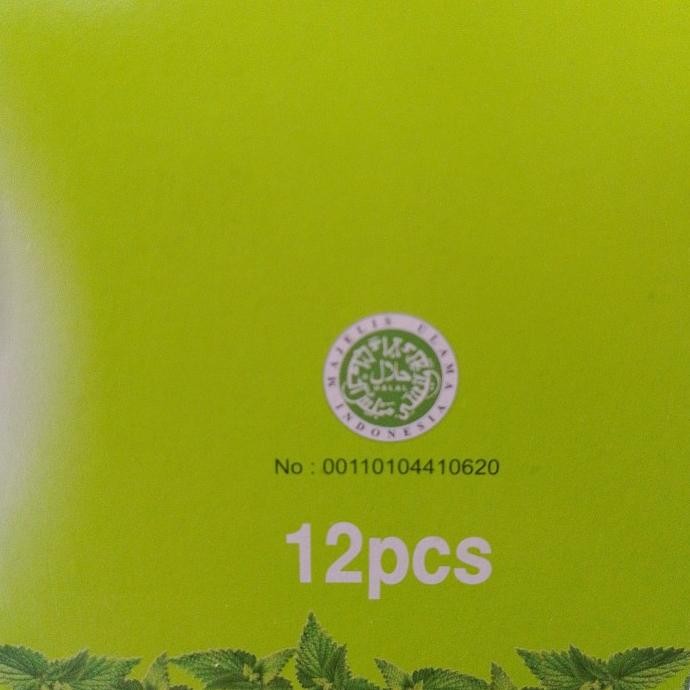 MAJELIS ULAMA
حلال
HALAL
INDONESIA
No : 00110104410620
12pcs